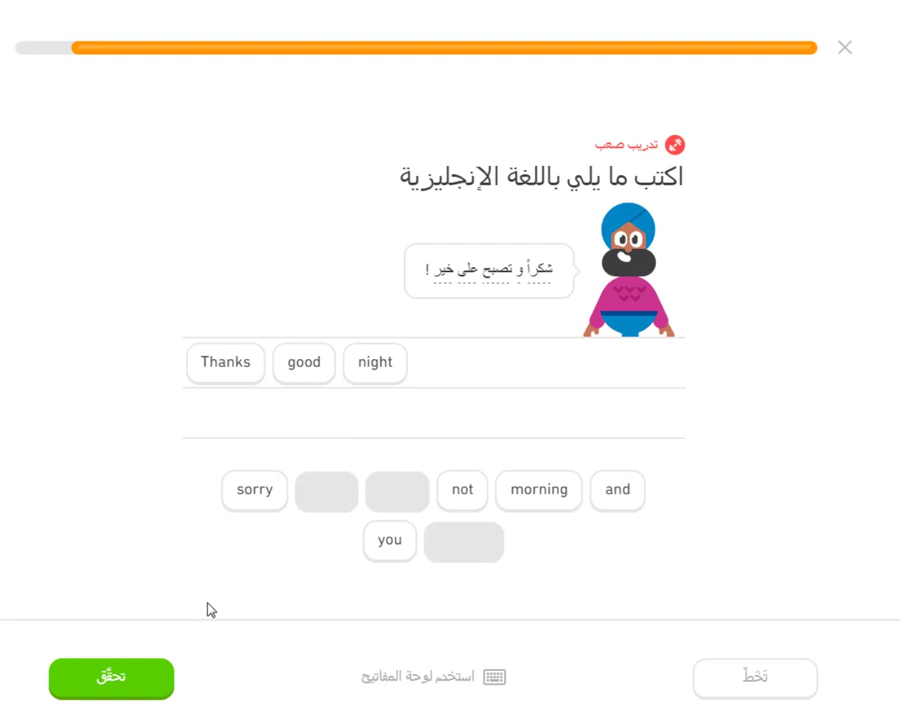 تدريب صعب
اكتب ما يلي باللغة الإنجليزية
شكراً و تصبح على خير !
Thanks good night
sorry not morning and
you
تحقَّق
استخدم لوحة المفاتيح
تَخْطَّ